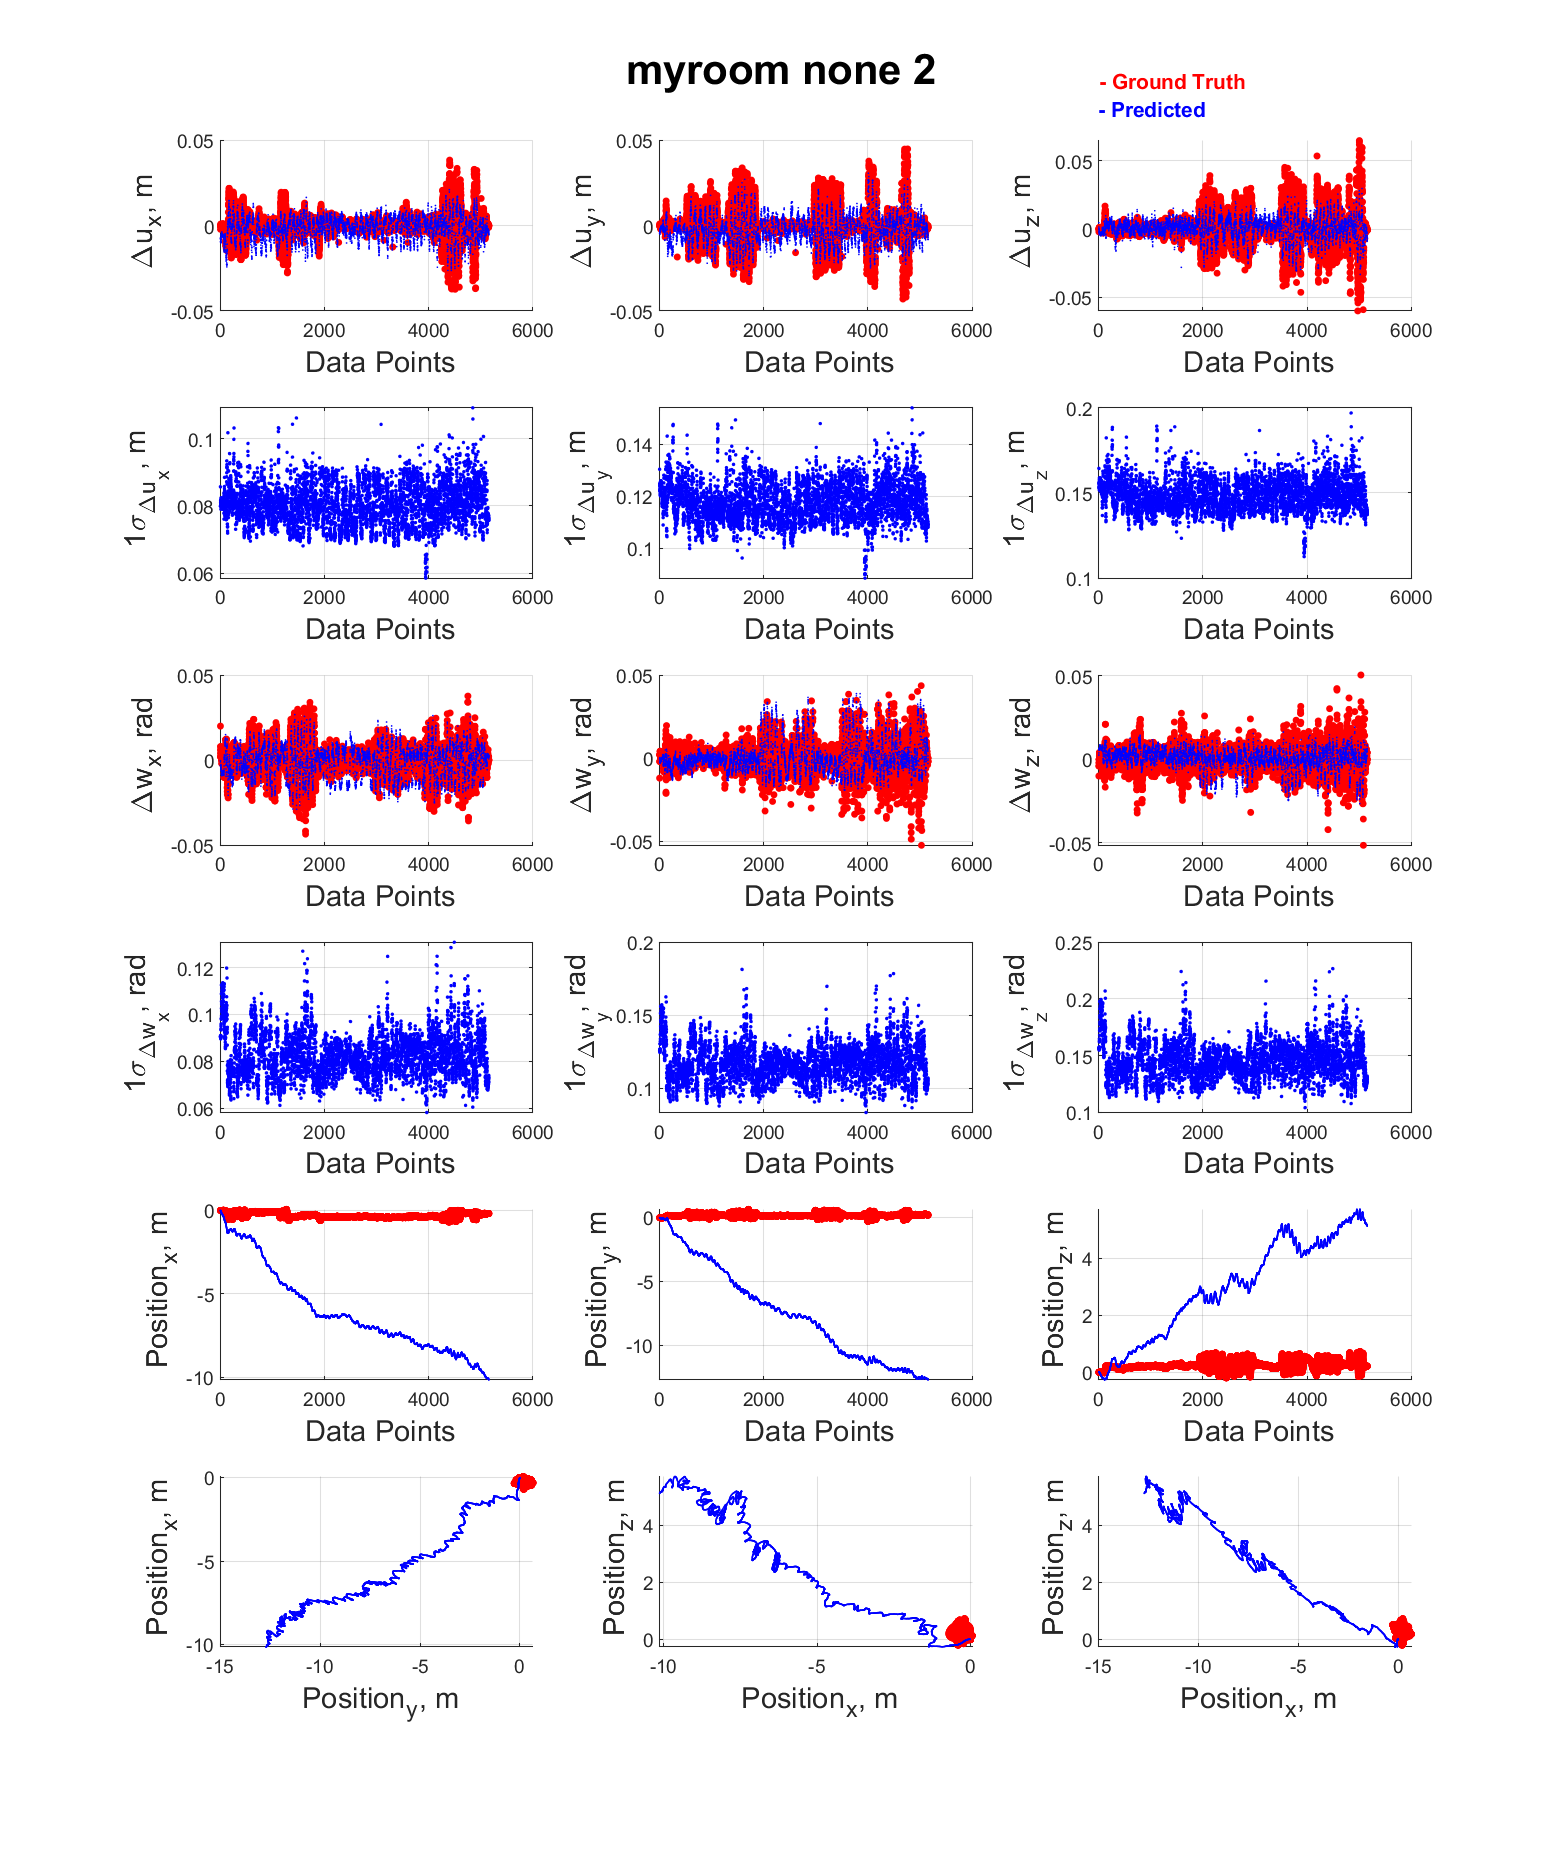 myroom none 2
- Ground Truth
- Predicted
0.05
0
-0.05
0 2000 4000 6000
Data Points
Δu_x, m
0.05
0
-0.05
0 2000 4000 6000
Data Points
Δu_y, m
0.05
0
-0.05
0 2000 4000 6000
Data Points
Δu_z, m
0.1
0.08
0.06
0 2000 4000 6000
Data Points
1σ_Δu_x, m
0.14
0.12
0.1
0 2000 4000 6000
Data Points
1σ_Δu_y, m
0.2
0.15
0.1
0 2000 4000 6000
Data Points
1σ_Δu_z, m
0.05
0
-0.05
0 2000 4000 6000
Data Points
Δw_x, rad
0.05
0
-0.05
0 2000 4000 6000
Data Points
Δw_y, rad
0.05
0
-0.05
0 2000 4000 6000
Data Points
Δw_z, rad
0.12
0.1
0.08
0.06
0 2000 4000 6000
Data Points
1σ_Δw_x, rad
0.2
0.15
0.1
0 2000 4000 6000
Data Points
1σ_Δw_y, rad
0.25
0.2
0.15
0.1
0 2000 4000 6000
Data Points
1σ_Δw_z, rad
0
-5
-10
0 2000 4000 6000
Data Points
Position_x, m
0
-5
-10
0 2000 4000 6000
Data Points
Position_y, m
4
2
0
0 2000 4000 6000
Data Points
Position_z, m
0
-5
-10
-15 -10 -5 0
Position_y, m
Position_x, m
4
2
0
-10 -5 0
Position_x, m
Position_z, m
4
2
0
-15 -10 -5 0
Position_x, m
Position_z, m